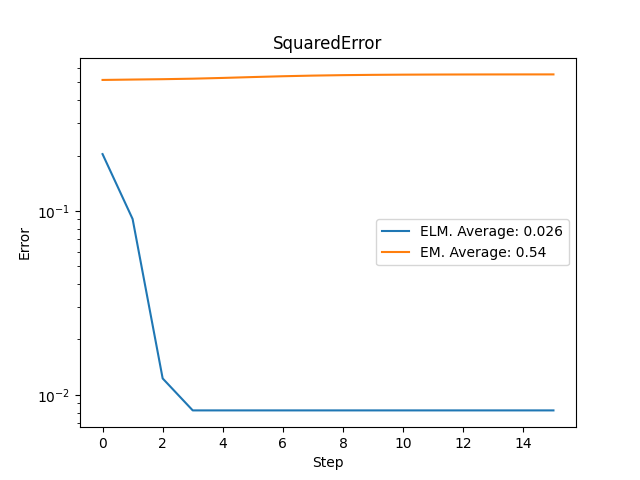 SquaredError
Error
10⁻¹
10⁻²
ELM. Average: 0.026
EM. Average: 0.54
0 2 4 6 8 10 12 14
Step